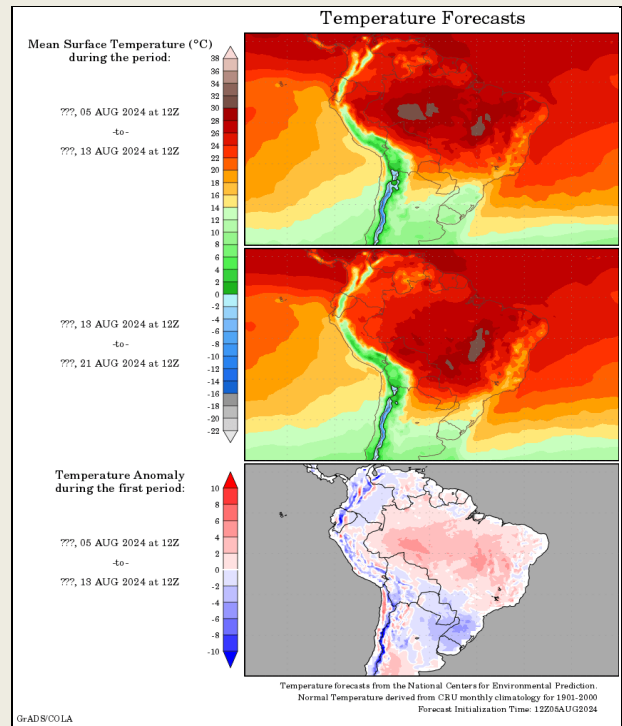 Temperature Forecasts
Mean Surface Temperature (°C)
during the period:
???, 05 AUG 2024 at 12Z
-to-
???, 13 AUG 2024 at 12Z
38
36
34
32
30
28
26
24
22
20
18
16
14
12
10
8
6
4
2
0
-2
-4
-6
-8
-10
-12
-14
-16
-18
-20
-22
???, 13 AUG 2024 at 12Z
-to-
???, 21 AUG 2024 at 12Z
Temperature Anomaly
during the first period:
???, 05 AUG 2024 at 12Z
-to-
???, 13 AUG 2024 at 12Z
10
8
6
4
2
0
-2
-4
-6
-8
-10
Temperature forecasts from the National Centers for Environmental Prediction.
Normal Temperature derived from CRU monthly climatology for 1901-2000
Forecast Initialization Time: 12Z05AUG2024
GrADS/COLA